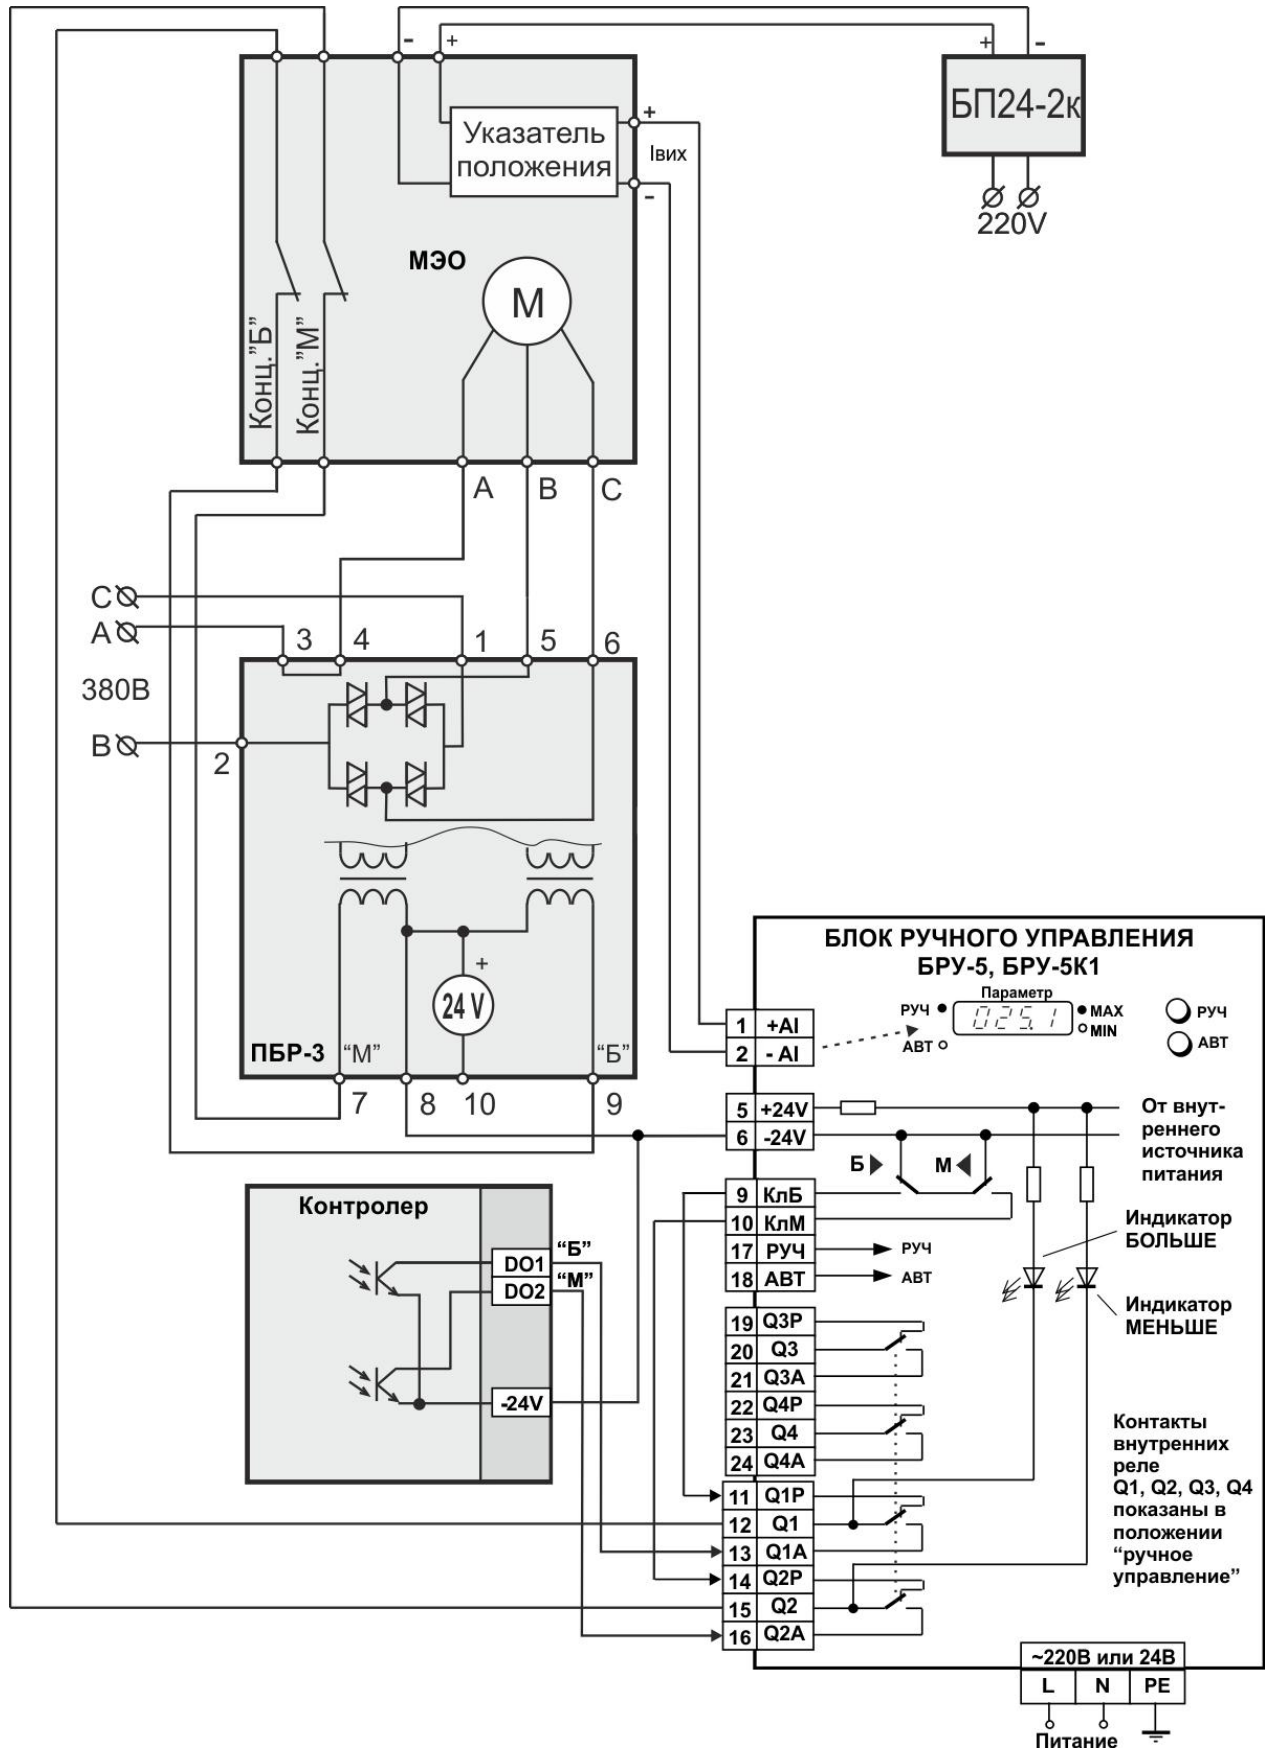 -
+
+
-
БП24-2к
220V
Указатель
положения
+
Iвих
-
МЭО
М
Конц."Б"
Конц."М"
A
B
C
C
A
380В
B
3
4
1
5
6
2
+
24 V
ПБР-3
"М"
"Б"
7
8
10
9
БЛОК РУЧНОГО УПРАВЛЕНИЯ
БРУ-5, БРУ-5К1
Параметр
РУЧ
025.1
MAX
MIN
АВТ
РУЧ
АВТ
1 +AI
2 - AI
5 +24V
6 -24V
От внут-
реннего
источника
питания
Б
М
9 КлБ
10 КлМ
17 РУЧ
РУЧ
18 АВТ
АВТ
Индикатор
БОЛЬШЕ
Индикатор
МЕНЬШЕ
Контролер
DO1
"Б"
DO2
"М"
-24V
19 Q3P
20 Q3
21 Q3A
22 Q4P
23 Q4
24 Q4A
11 Q1P
12 Q1
13 Q1A
14 Q2P
15 Q2
16 Q2A
Контакты
внутренних
реле
Q1, Q2, Q3, Q4
показаны в
положении
"ручное
управление"
~220В или 24В
L
N
PE
Питание